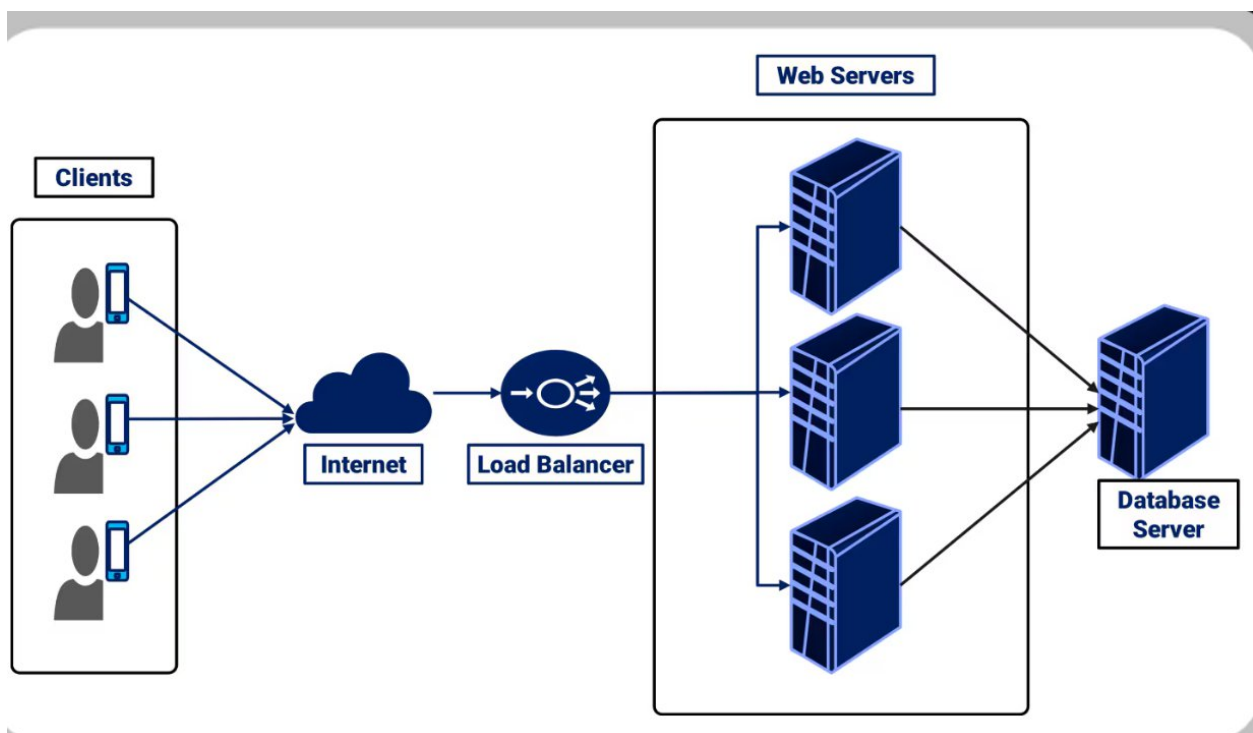 Web Servers
Clients
Internet
Load Balancer
Database
Server